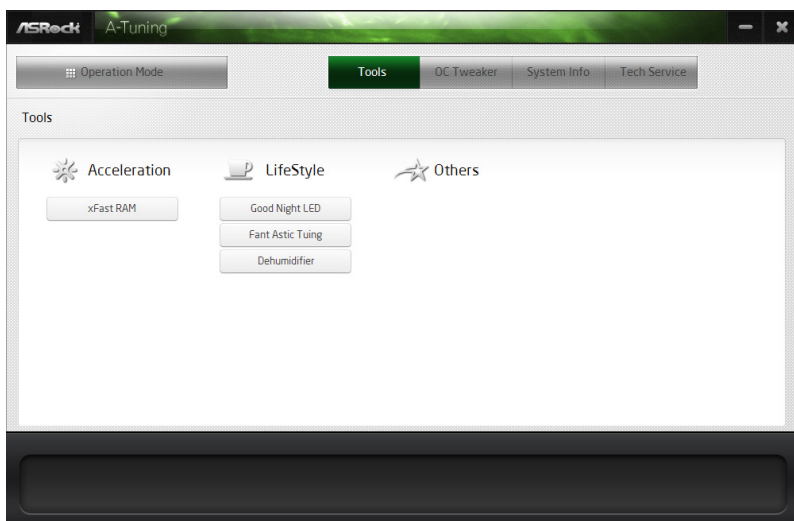 ASRock A-Tuning
Operation Mode Tools OC Tweaker System Info Tech Service
Tools
Acceleration LifeStyle Others
xFast RAM Good Night LED
Fant Astic Tuing
Dehumidifier